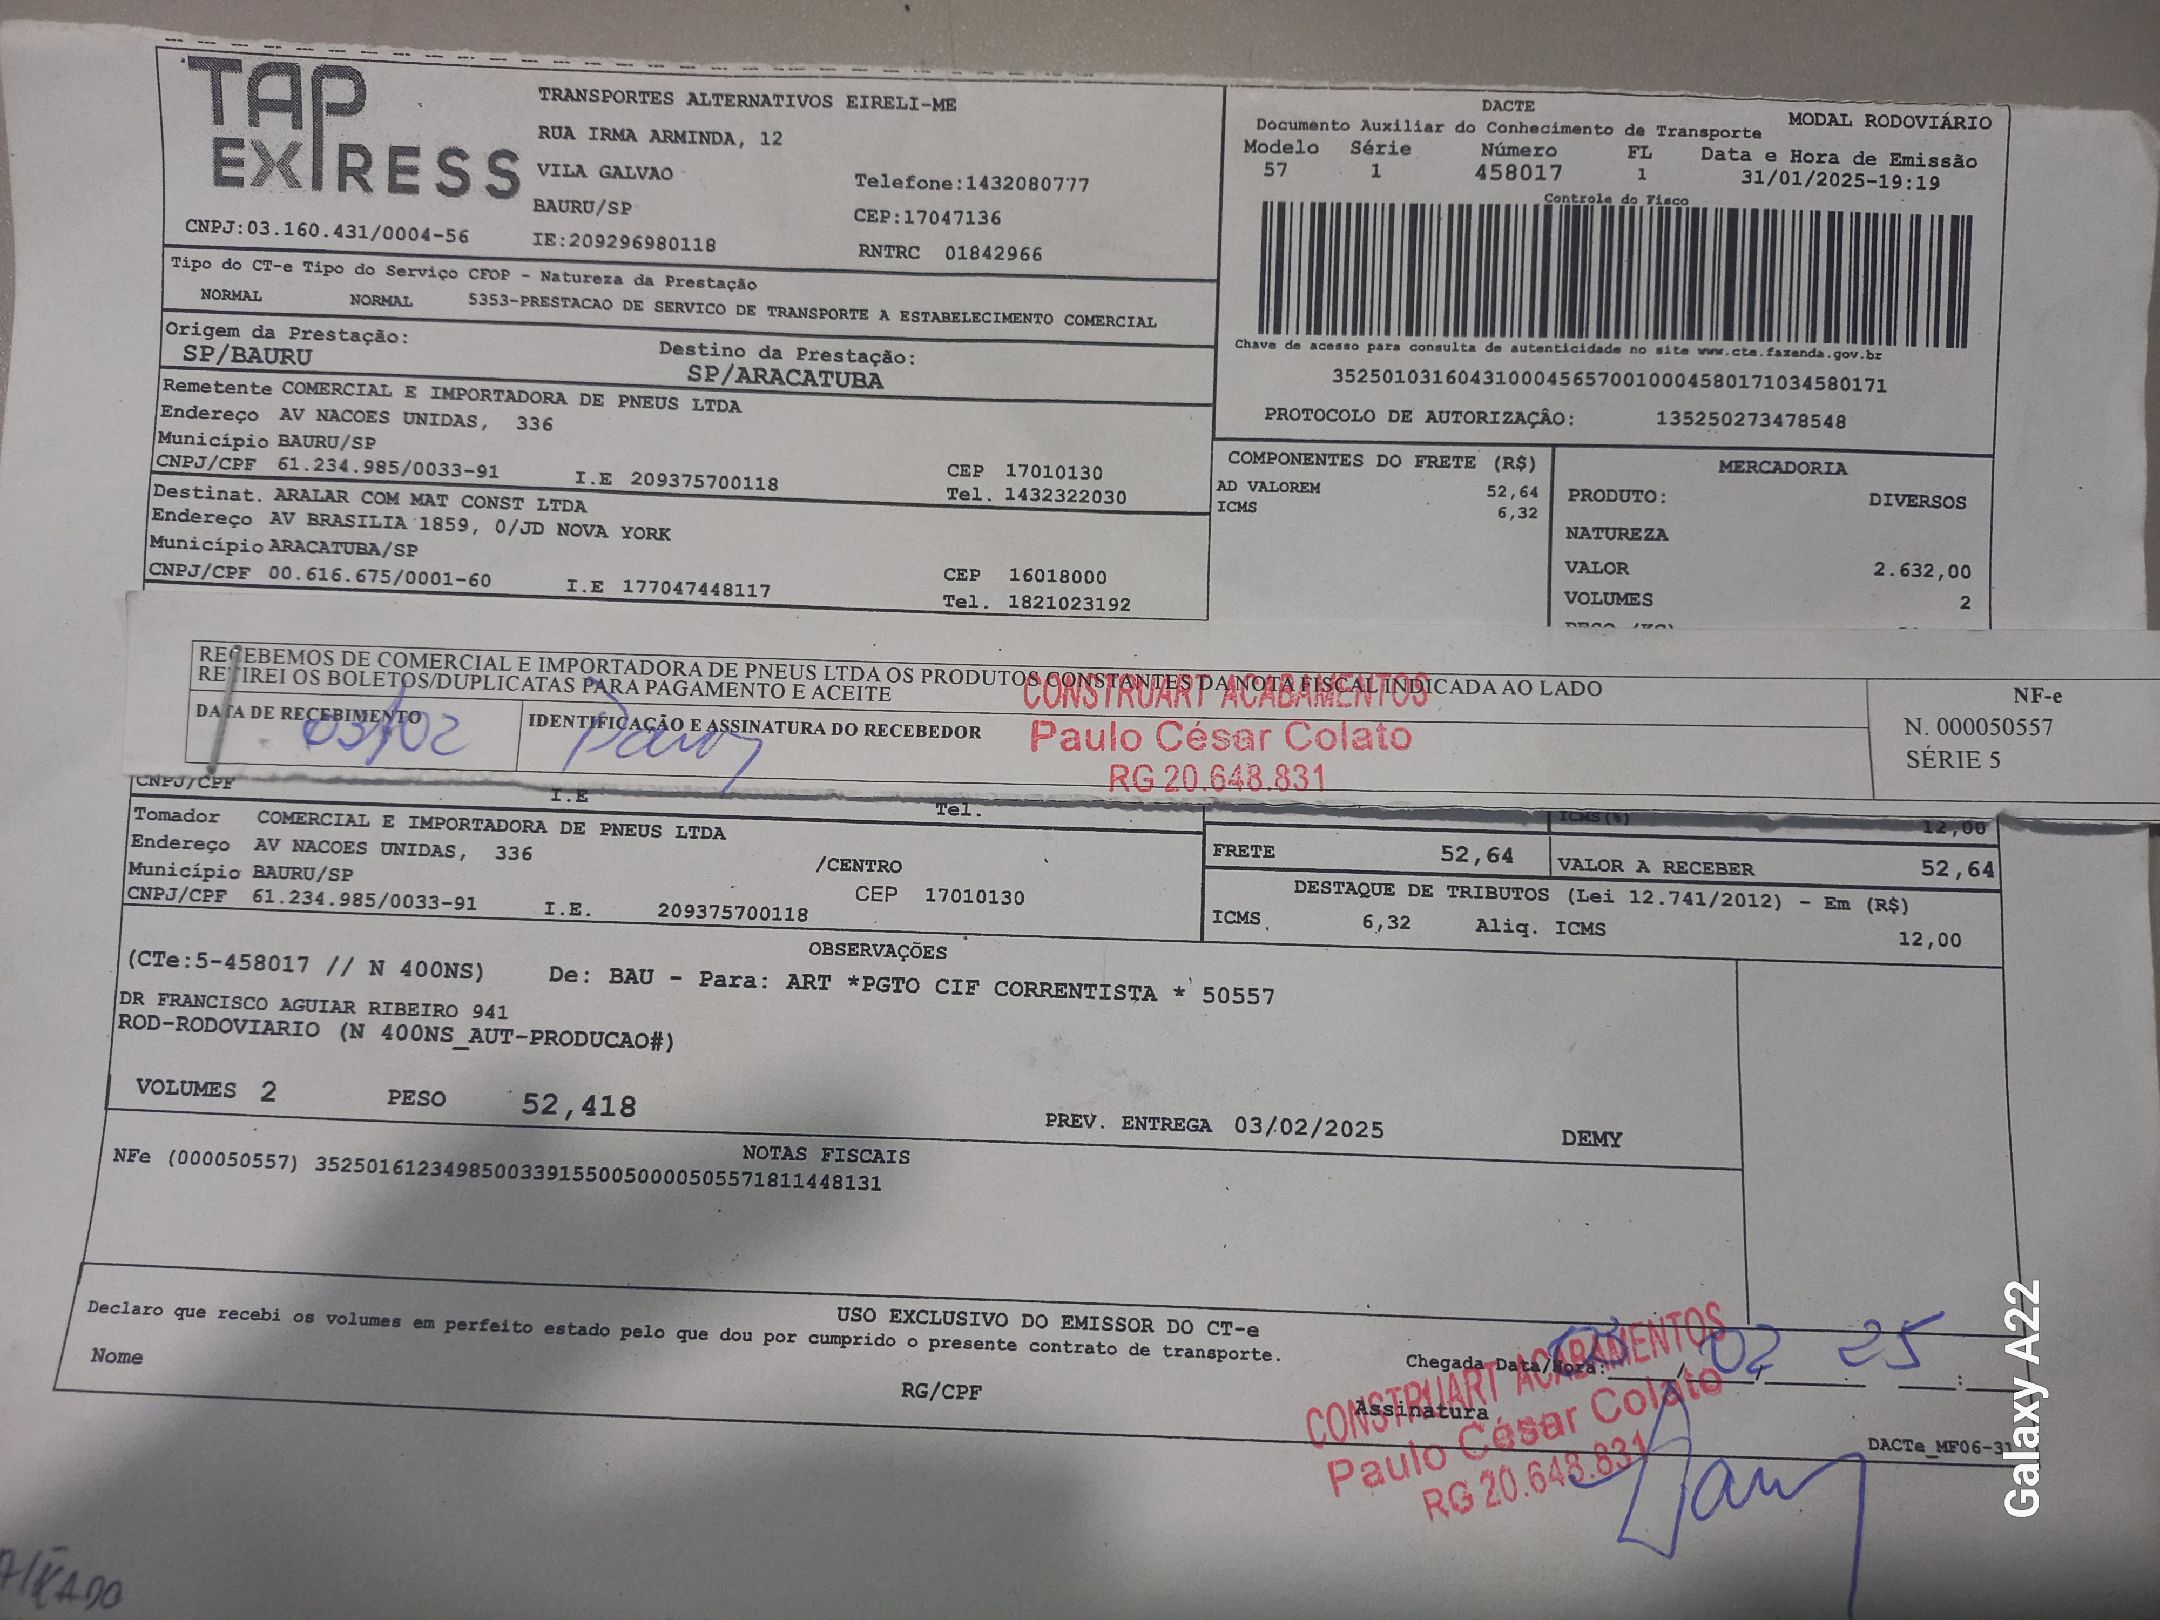 TAP EXPRESS
TRANSPORTES ALTERNATIVOS EIRELI-ME
RUA IRMA ARMINDA, 12
VILA GALVAO Telefone:1432080777
BAURU/SP CEP:17047136
CNPJ:03.160.431/0004-56 IE:209296980118 RNTRC 01842966
DACTE
Documento Auxiliar do Conhecimento de Transporte MODAL RODOVIÁRIO
Modelo Série Número FL Data e Hora de Emissão
57 1 458017 1 31/01/2025-19:19
Controle do Fisco
Chave de acesso para consulta de autenticidade no site www.cte.fazenda.gov.br
35250103160431000456570010004580171034580171
PROTOCOLO DE AUTORIZAÇÂO: 135250273478548
Tipo do CT-e Tipo do Serviço CFOP - Natureza da Prestação
NORMAL NORMAL 5353-PRESTACAO DE SERVICO DE TRANSPORTE A ESTABELECIMENTO COMERCIAL
Origem da Prestação: Destino da Prestação:
SP/BAURU SP/ARACATUBA
Remetente COMERCIAL E IMPORTADORA DE PNEUS LTDA
Endereço AV NACOES UNIDAS, 336
Município BAURU/SP CEP 17010130
CNPJ/CPF 61.234.985/0033-91 I.E 209375700118 Tel. 1432322030
Destinat. ARALAR COM MAT CONST LTDA
Endereço AV BRASILIA 1859, 0/JD NOVA YORK
Município ARACATUBA/SP CEP 16018000
CNPJ/CPF 00.616.675/0001-60 I.E 177047448117 Tel. 1821023192
COMPONENTES DO FRETE (R$)
AD VALOREM 52,64
ICMS 6,32
MERCADORIA
PRODUTO: DIVERSOS
NATUREZA
VALOR 2.632,00
VOLUMES 2
RECEBEMOS DE COMERCIAL E IMPORTADORA DE PNEUS LTDA OS PRODUTOS CONSTANTES DA NOTA FISCAL INDICADA AO LADO
RETIREI OS BOLETOS/DUPLICATAS PARA PAGAMENTO E ACEITE
DATA DE RECEBIMENTO IDENTIFICAÇÃO E ASSINATURA DO RECEBEDOR
03/02
CONSTRUART ACABAMENTOS
Paulo César Colato
RG 20.648.831
NF-e
N. 000050557
SÉRIE 5
CNPJ/CPF I.E Tel.
Tomador COMERCIAL E IMPORTADORA DE PNEUS LTDA
Endereço AV NACOES UNIDAS, 336 /CENTRO
Município BAURU/SP CEP 17010130
CNPJ/CPF 61.234.985/0033-91 I.E. 209375700118
ICMS(%) 12,00
FRETE 52,64 VALOR A RECEBER 52,64
DESTAQUE DE TRIBUTOS (Lei 12.741/2012) - Em (R$)
ICMS 6,32 Aliq. ICMS 12,00
OBSERVAÇÕES
(CTe:5-458017 // N 400NS) De: BAU - Para: ART *PGTO CIF CORRENTISTA * 50557
DR FRANCISCO AGUIAR RIBEIRO 941
ROD-RODOVIARIO (N 400NS_AUT-PRODUCAO#)
VOLUMES 2 PESO 52,418 PREV. ENTREGA 03/02/2025 DEMY
NOTAS FISCAIS
NFe (000050557) 35250161234985003391550050000505571811448131
USO EXCLUSIVO DO EMISSOR DO CT-e
Declaro que recebi os volumes em perfeito estado pelo que dou por cumprido o presente contrato de transporte.
Nome RG/CPF
Chegada Data/Hora: 03 / 02 / 25 :
Assinatura
CONSTRUART ACABAMENTOS
Paulo César Colato
RG 20.648.831
DACTe_MF06-31
Galaxy A22